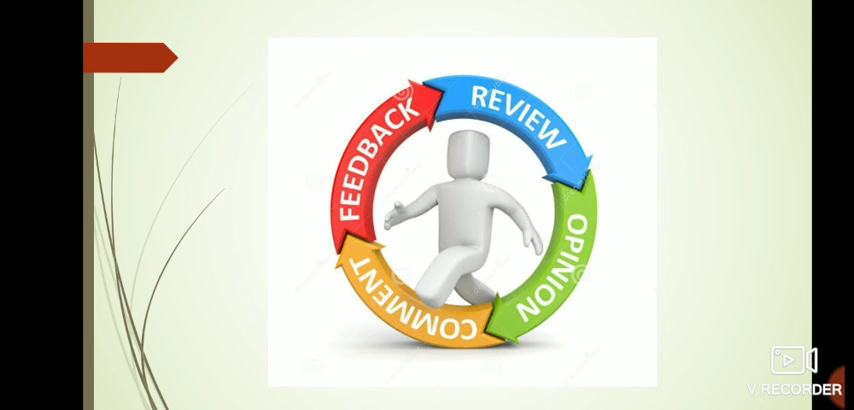 FEEDBACK
REVIEW
OPINION
COMMENT
V RECORDER